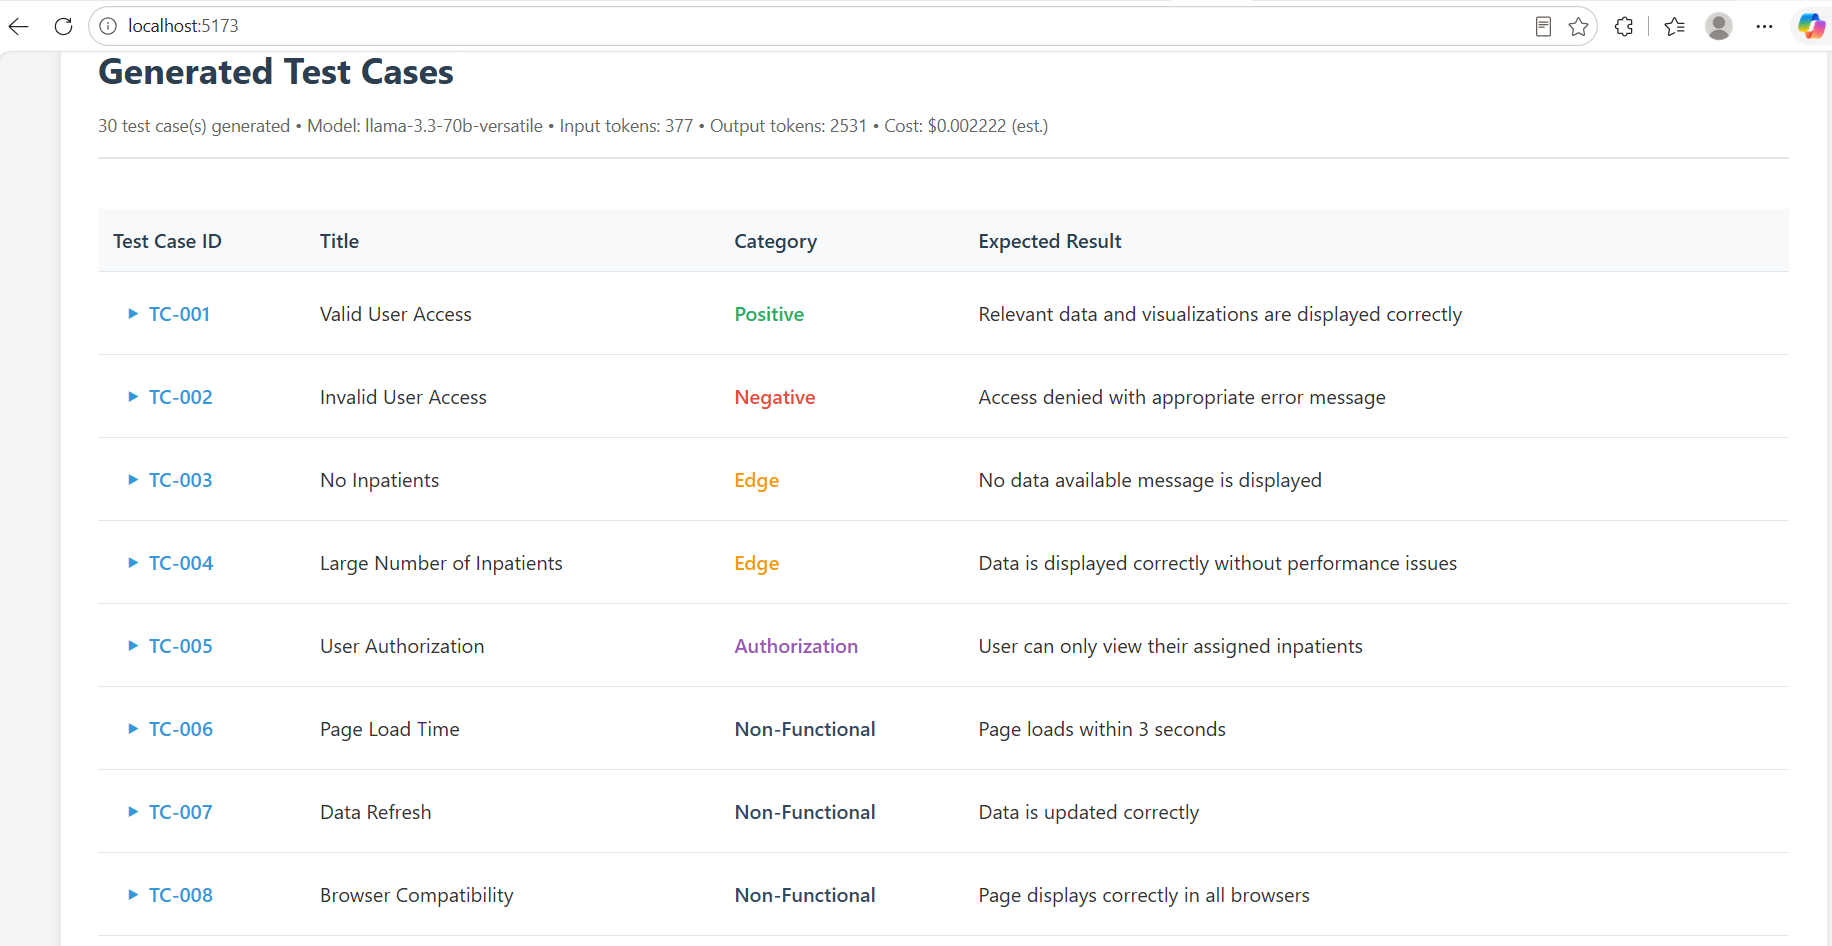 localhost:5173
Generated Test Cases
30 test case(s) generated • Model: llama-3.3-70b-versatile • Input tokens: 377 • Output tokens: 2531 • Cost: $0.002222 (est.)
Test Case ID Title Category Expected Result
TC-001 Valid User Access Positive Relevant data and visualizations are displayed correctly
TC-002 Invalid User Access Negative Access denied with appropriate error message
TC-003 No Inpatients Edge No data available message is displayed
TC-004 Large Number of Inpatients Edge Data is displayed correctly without performance issues
TC-005 User Authorization Authorization User can only view their assigned inpatients
TC-006 Page Load Time Non-Functional Page loads within 3 seconds
TC-007 Data Refresh Non-Functional Data is updated correctly
TC-008 Browser Compatibility Non-Functional Page displays correctly in all browsers